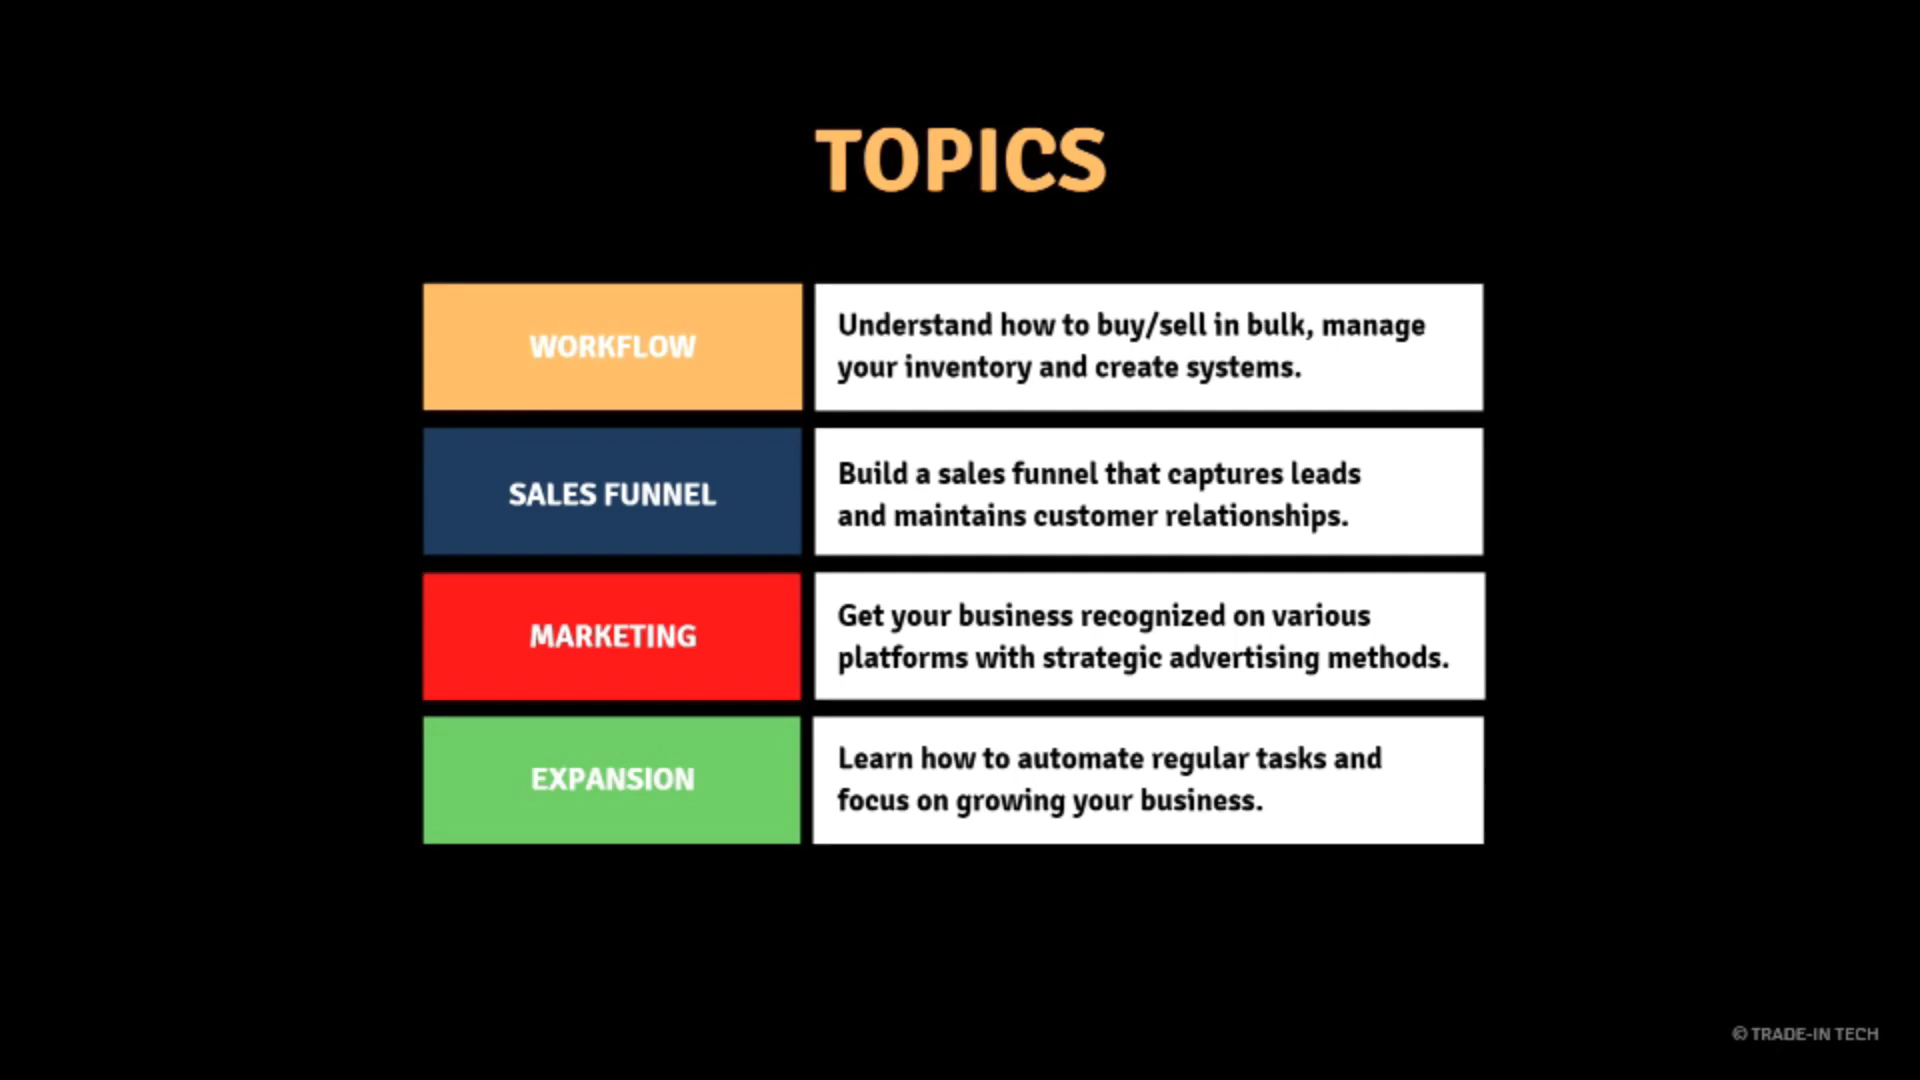 TOPICS
WORKFLOW
Understand how to buy/sell in bulk, manage
your inventory and create systems.
SALES FUNNEL
Build a sales funnel that captures leads
and maintains customer relationships.
MARKETING
Get your business recognized on various
platforms with strategic advertising methods.
EXPANSION
Learn how to automate regular tasks and
focus on growing your business.
© TRADE-IN TECH